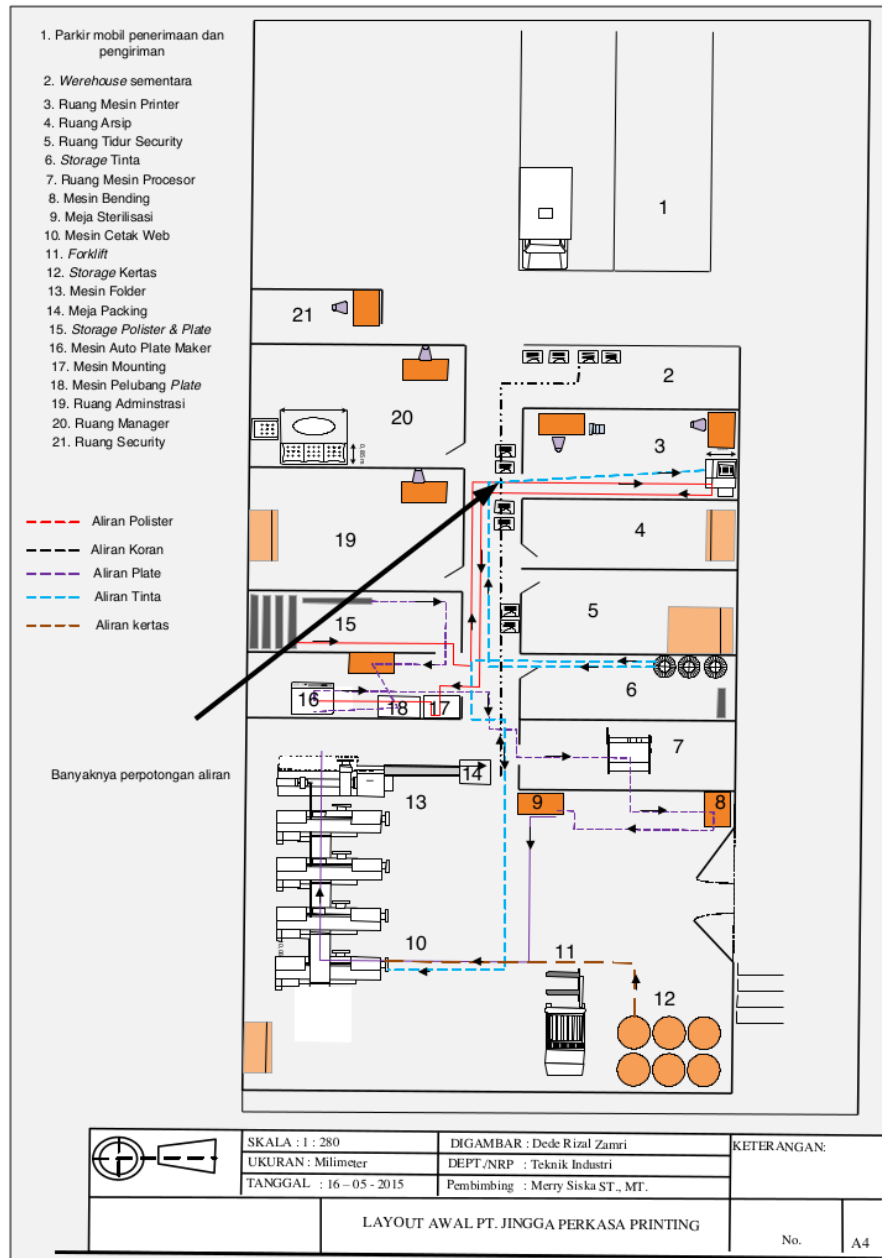 1. Parkir mobil penerimaan dan
pengiriman
2. Werehouse sementara
3. Ruang Mesin Printer
4. Ruang Arsip
5. Ruang Tidur Security
6. Storage Tinta
7. Ruang Mesin Procesor
8. Mesin Bending
9. Meja Sterilisasi
10. Mesin Cetak Web
11. Forklift
12. Storage Kertas
13. Mesin Folder
14. Meja Packing
15. Storage Polister & Plate
16. Mesin Auto Plate Maker
17. Mesin Mounting
18. Mesin Pelubang Plate
19. Ruang Adminstrasi
20. Ruang Manager
21. Ruang Security
Aliran Polister
Aliran Koran
Aliran Plate
Aliran Tinta
Aliran kertas
Banyaknya perpotongan aliran
1
21
2
20
3
4
19
5
15
6
16
18
17
7
14
13
9
8
10
11
12
SKALA : 1 : 280
DIGAMBAR : Dede Rizal Zamri
KETERANGAN:
UKURAN : Milimeter
DEPT./NRP : Teknik Industri
TANGGAL : 16 – 05 - 2015
Pembimbing : Merry Siska ST., MT.
LAYOUT AWAL PT. JINGGA PERKASA PRINTING
No.
A4